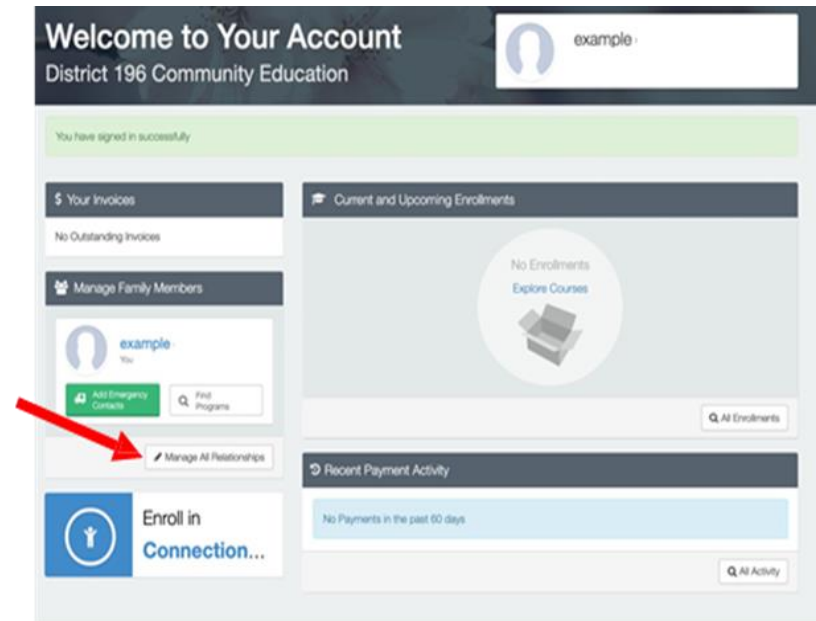 Welcome to Your Account
District 196 Community Education
example
You have signed in successfully
$ Your Invoices
No Outstanding Invoices
Manage Family Members
example
You
Add Emergency
Contacts
Find
Programs
Manage All Relationships
Enroll in
Connection...
Current and Upcoming Enrollments
No Enrollments
Explore Courses
All Enrollments
Recent Payment Activity
No Payments in the past 60 days
All Activity